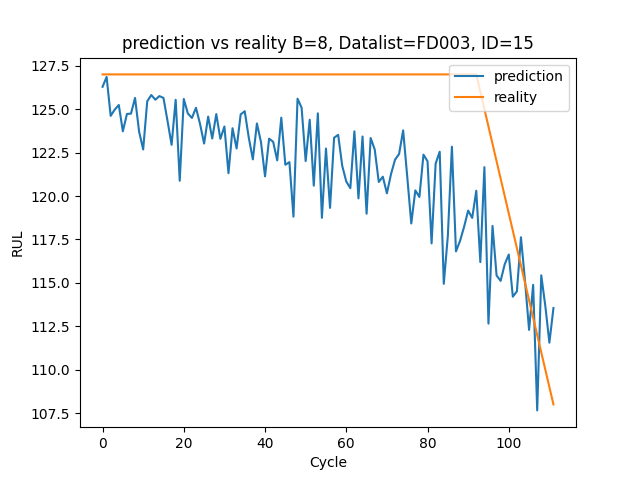 prediction vs reality B=8, Datalist=FD003, ID=15
prediction
reality
127.5
125.0
122.5
120.0
117.5
115.0
112.5
110.0
107.5
RUL
0 20 40 60 80 100
Cycle